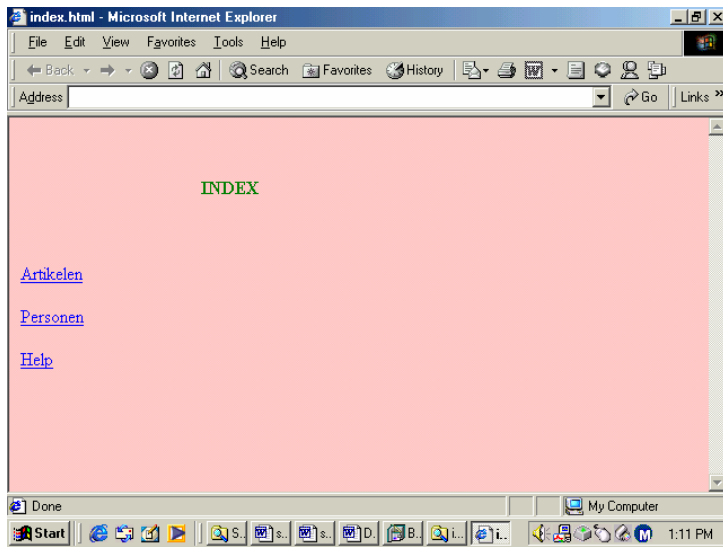 index.html - Microsoft Internet Explorer
File Edit View Favorites Tools Help
Back Search Favorites History
Address Go Links »
INDEX
Artikelen
Personen
Help
Done My Computer
Start S.. s.. s.. D. B.. i... i.. M 1:11 PM